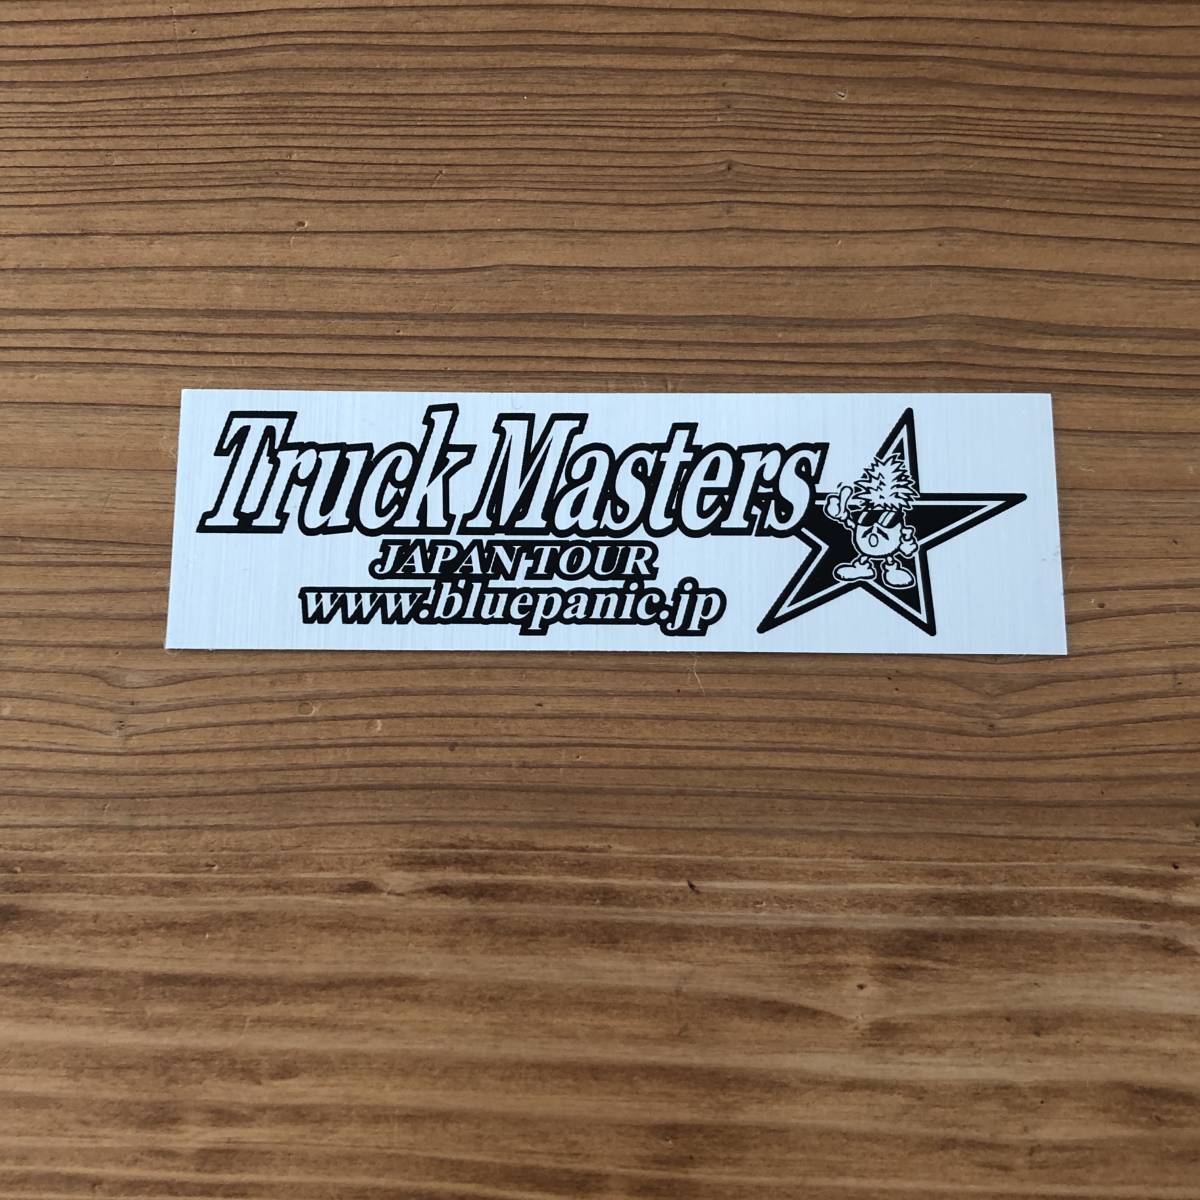 Truck Masters
JAPAN TOUR
www.bluepanic.jp